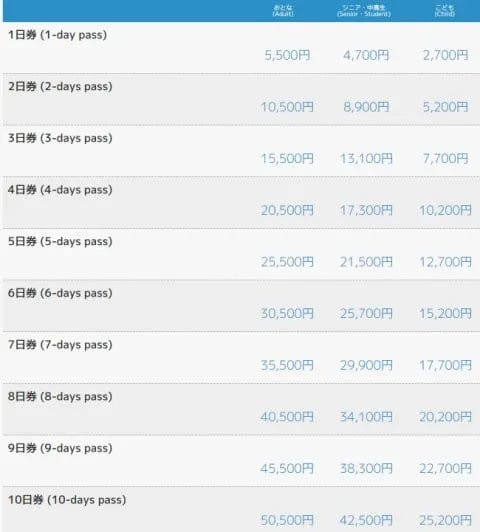 おとな シニア・中高生 こども
(Adult) (Senior・Student) (Child)
1日券 (1-day pass)
5,500円 4,700円 2,700円
2日券 (2-days pass)
10,500円 8,900円 5,200円
3日券 (3-days pass)
15,500円 13,100円 7,700円
4日券 (4-days pass)
20,500円 17,300円 10,200円
5日券 (5-days pass)
25,500円 21,500円 12,700円
6日券 (6-days pass)
30,500円 25,700円 15,200円
7日券 (7-days pass)
35,500円 29,900円 17,700円
8日券 (8-days pass)
40,500円 34,100円 20,200円
9日券 (9-days pass)
45,500円 38,300円 22,700円
10日券 (10-days pass)
50,500円 42,500円 25,200円